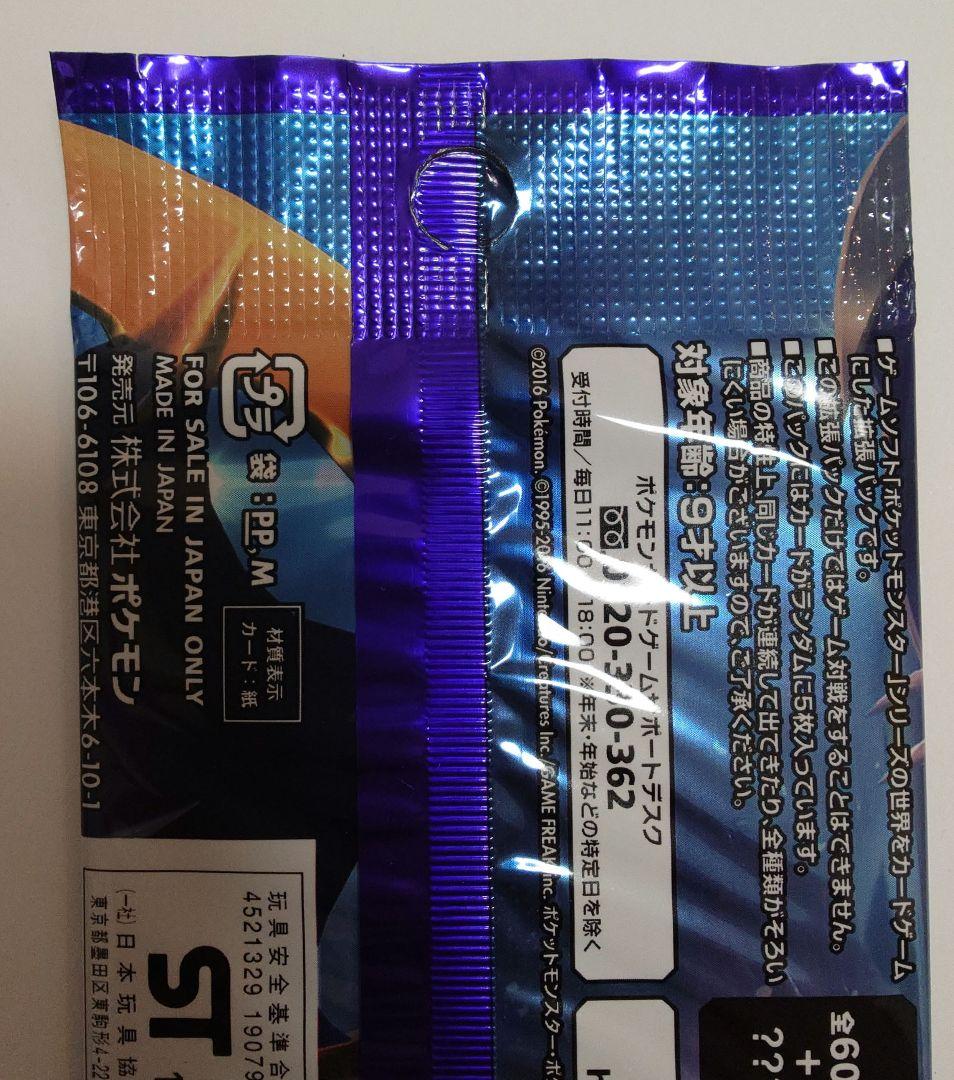 ■ゲームソフト「ポケットモンスター」シリーズの世界をカードゲーム
にした拡張パックです。
■この拡張パックだけではゲーム対戦をすることはできません。
■このパックにはカードがランダムに5枚入っています。
■商品の特性上、同じカードが連続して出てきたり、全種類がそろい
にくい場合がございますので、ご了承ください。
対象年齢:9才以上
ポケモンカードゲームサポートデスク
20-330-362
受付時間/毎日11:00 18:00 ※年末・年始などの特定日を除く
©2016 Pokémon. ©1995-2016 Nintendo/Creatures Inc./GAME FREAK inc. ポケットモンスター・ポケ
全60
+
??
プラ 袋:PP,M
材質表示
カード:紙
FOR SALE IN JAPAN ONLY
MADE IN JAPAN
発売元 株式会社 ポケモン
〒106-6108 東京都港区六本木6-10-1
玩具安全基準合
4521329 19079
ST
(一社)日本玩具協
東京都墨田区東駒形4-22